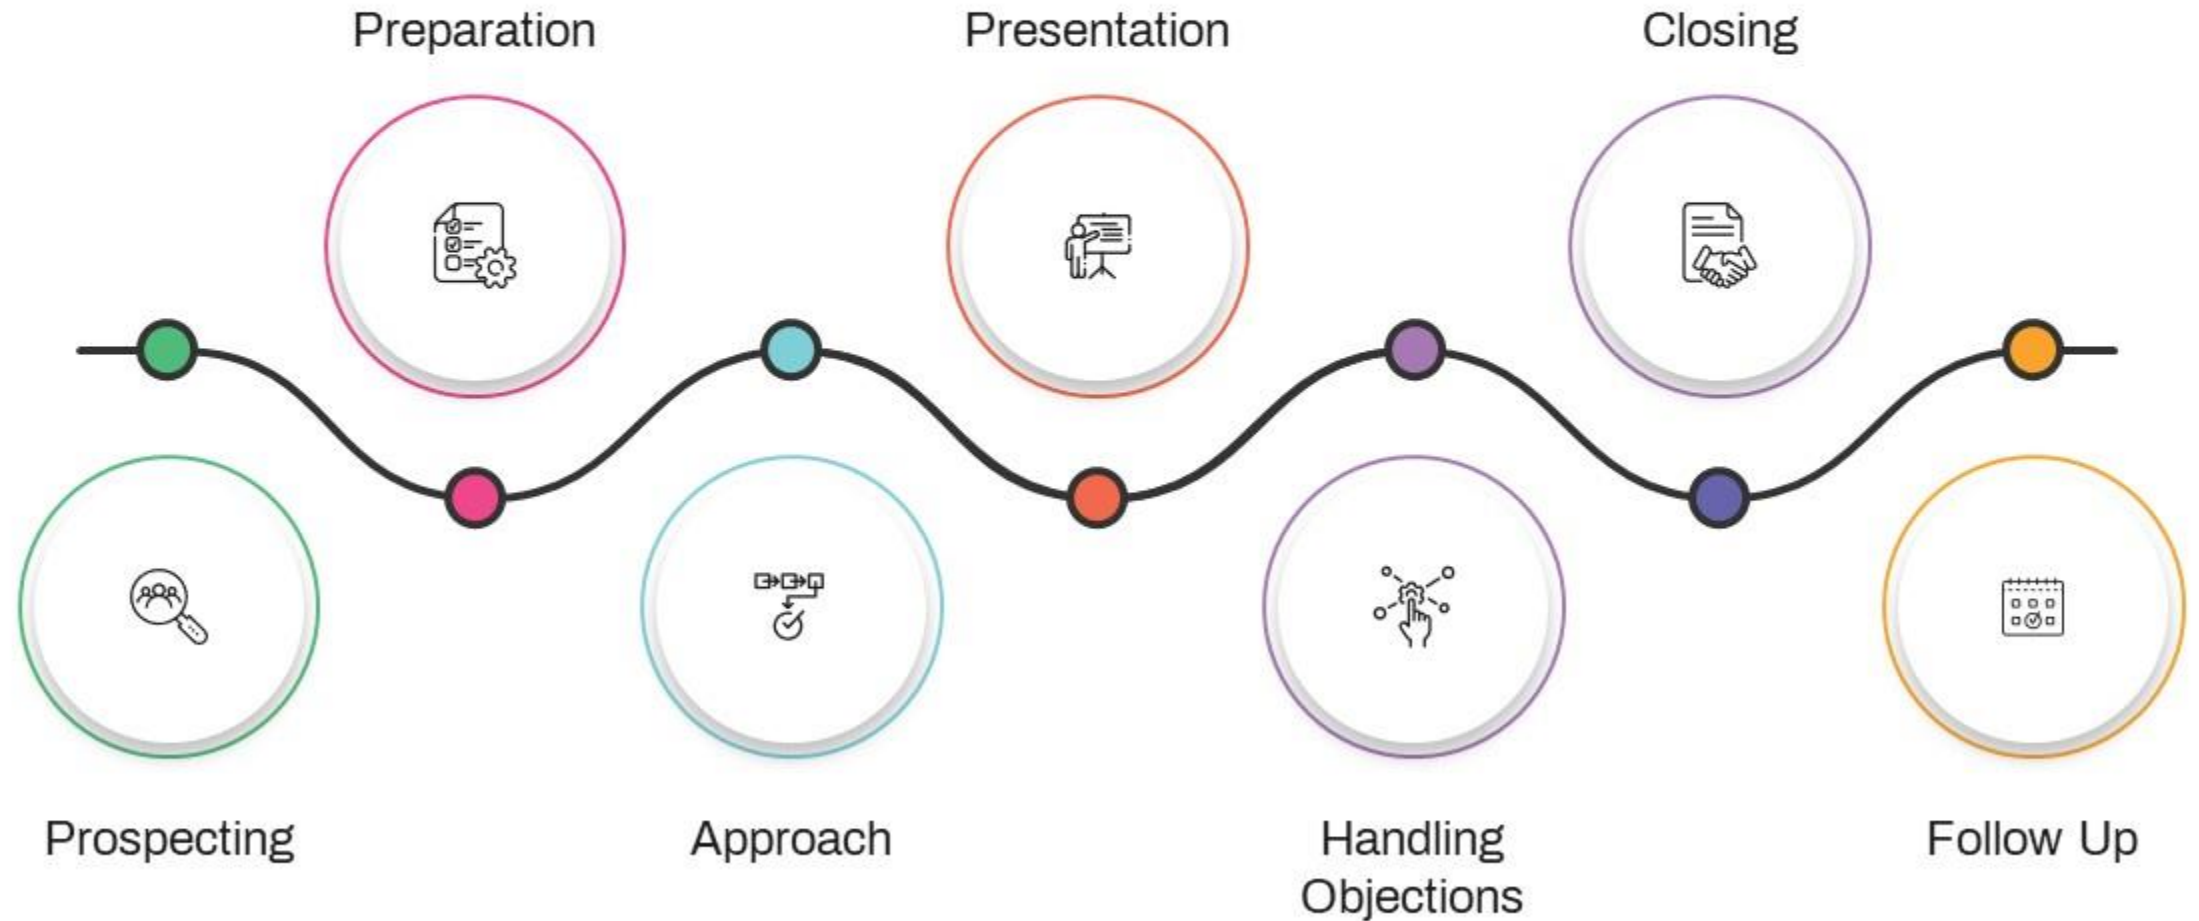 Preparation
Presentation
Closing
Prospecting
Approach
Handling
Objections
Follow Up